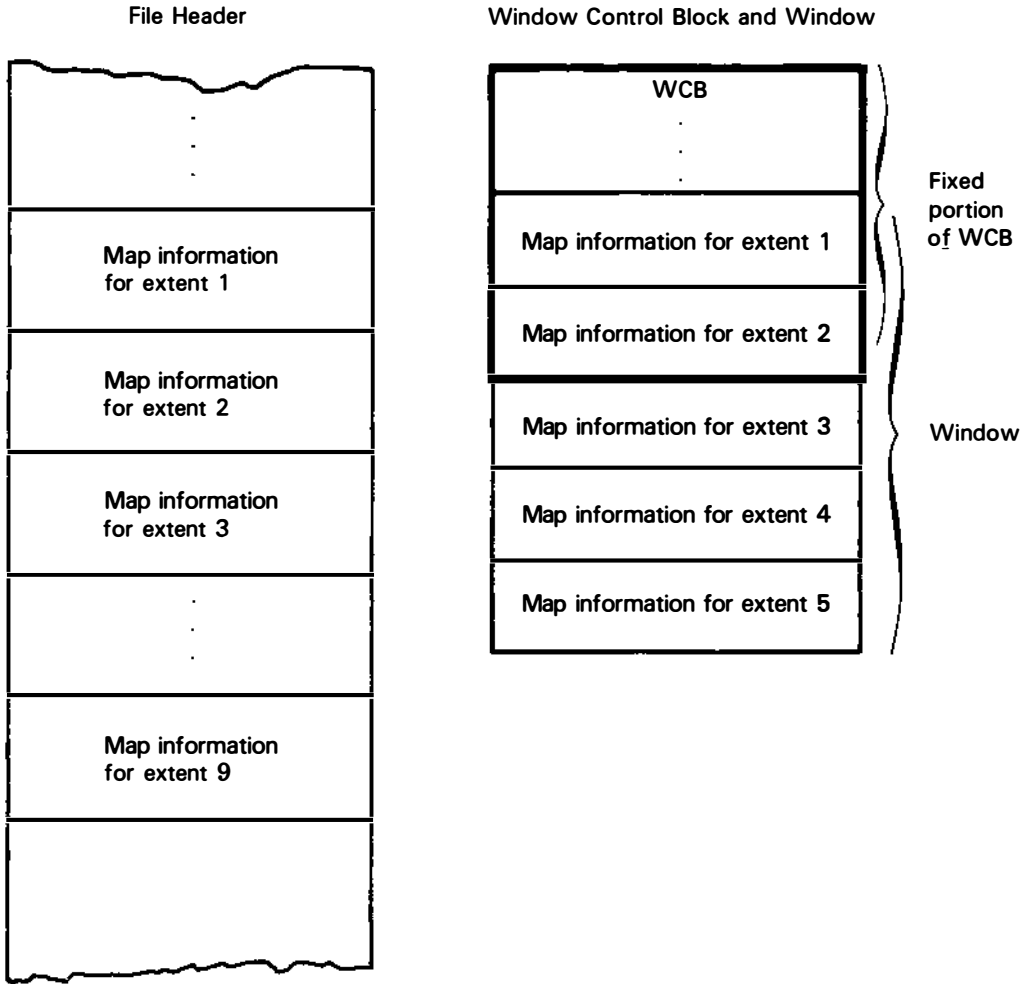 File Header
Map information
for extent 1
Map information
for extent 2
Map information
for extent 3
Map information
for extent 9
Window Control Block and Window
WCB
Map information for extent 1
Map information for extent 2
Map information for extent 3
Map information for extent 4
Map information for extent 5
Fixed
portion
of WCB
Window